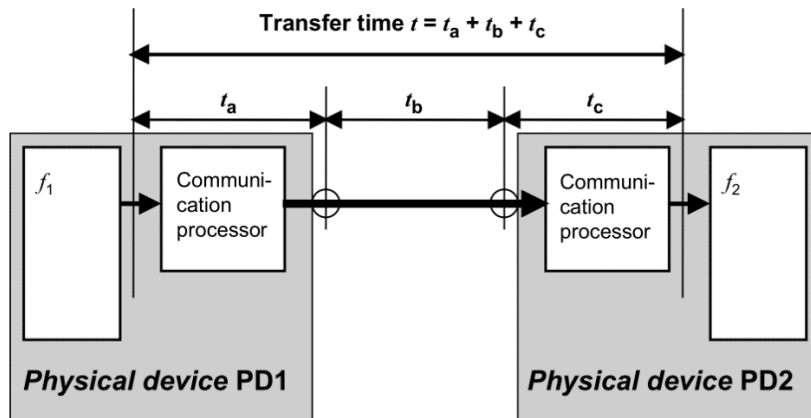 Transfer time t = ta + tb + tc
ta
tb
tc
f1
Communi-
cation
processor
Communi-
cation
processor
f2
Physical device PD1
Physical device PD2